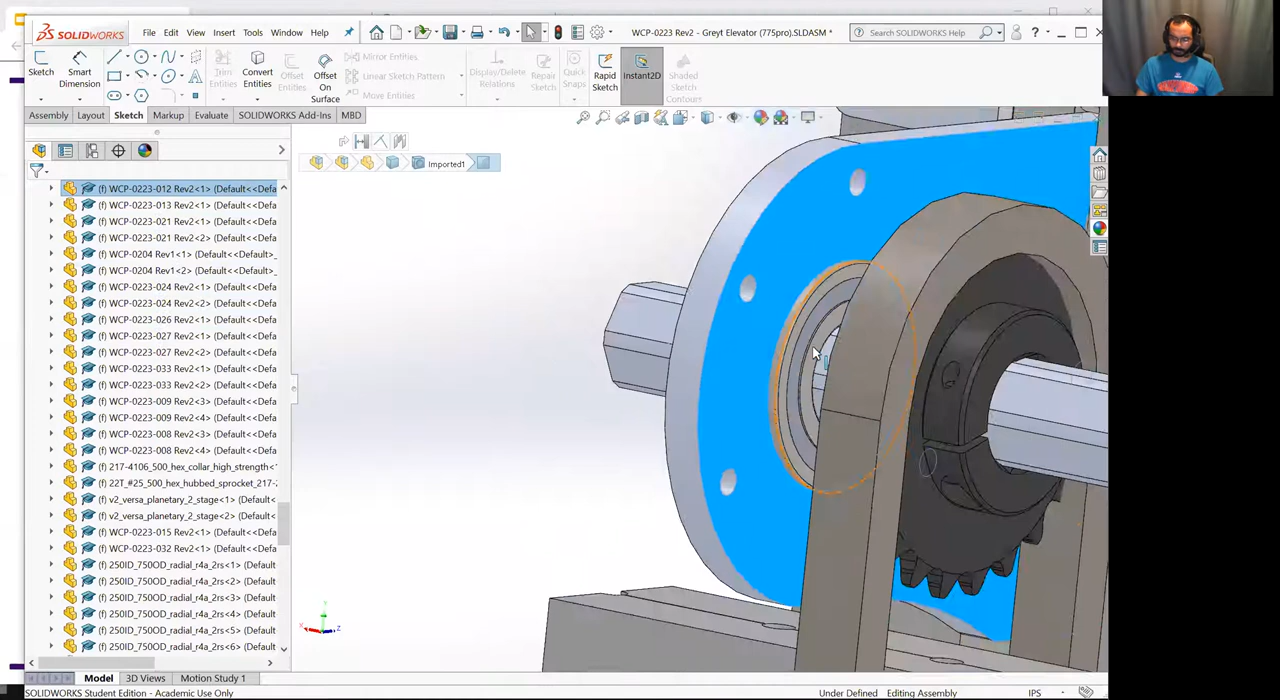 SOLIDWORKS File Edit View Insert Tools Window Help WCP-0223 Rev2 - Greyt Elevator (775pro).SLDASM * Search SOLIDWORKS Help ?
Sketch Smart Dimension Trim Entities Convert Entities Offset Entities Offset On Surface Mirror Entities Linear Sketch Pattern Move Entities Display/Delete Relations Repair Sketch Quick Snaps Rapid Sketch Instant2D Shaded Sketch Contours
Assembly Layout Sketch Markup Evaluate SOLIDWORKS Add-Ins MBD
Imported1
(f) WCP-0223-012 Rev2<1> (Default<<Defa
(f) WCP-0223-013 Rev2<1> (Default<<Defa
(f) WCP-0223-021 Rev2<1> (Default<<Defa
(f) WCP-0223-021 Rev2<2> (Default<<Defa
(f) WCP-0204 Rev1<1> (Default<<Default>_
(f) WCP-0204 Rev1<2> (Default<<Default>_
(f) WCP-0223-024 Rev2<1> (Default<<Defa
(f) WCP-0223-024 Rev2<2> (Default<<Defa
(f) WCP-0223-026 Rev2<1> (Default<<Defa
(f) WCP-0223-027 Rev2<1> (Default<<Defa
(f) WCP-0223-027 Rev2<2> (Default<<Defa
(f) WCP-0223-033 Rev2<1> (Default<<Defa
(f) WCP-0223-033 Rev2<2> (Default<<Defa
(f) WCP-0223-009 Rev2<3> (Default<<Defa
(f) WCP-0223-009 Rev2<4> (Default<<Defa
(f) WCP-0223-008 Rev2<3> (Default<<Defa
(f) WCP-0223-008 Rev2<4> (Default<<Defa
(f) 217-4106_500_hex_collar_high_strength<
(f) 22T_#25_500_hex_hubbed_sprocket_217-
(f) v2_versa_planetary_2_stage<1> (Default
(f) v2_versa_planetary_2_stage<2> (Default
(f) WCP-0223-015 Rev2<1> (Default<<Defa
(f) WCP-0223-032 Rev2<1> (Default<<Defa
(f) 250ID_750OD_radial_r4a_2rs<1> (Default
(f) 250ID_750OD_radial_r4a_2rs<2> (Default
(f) 250ID_750OD_radial_r4a_2rs<3> (Default
(f) 250ID_750OD_radial_r4a_2rs<4> (Default
(f) 250ID_750OD_radial_r4a_2rs<5> (Default
(f) 250ID_750OD_radial_r4a_2rs<6> (Default
Model 3D Views Motion Study 1
SOLIDWORKS Student Edition - Academic Use Only Under Defined Editing Assembly IPS